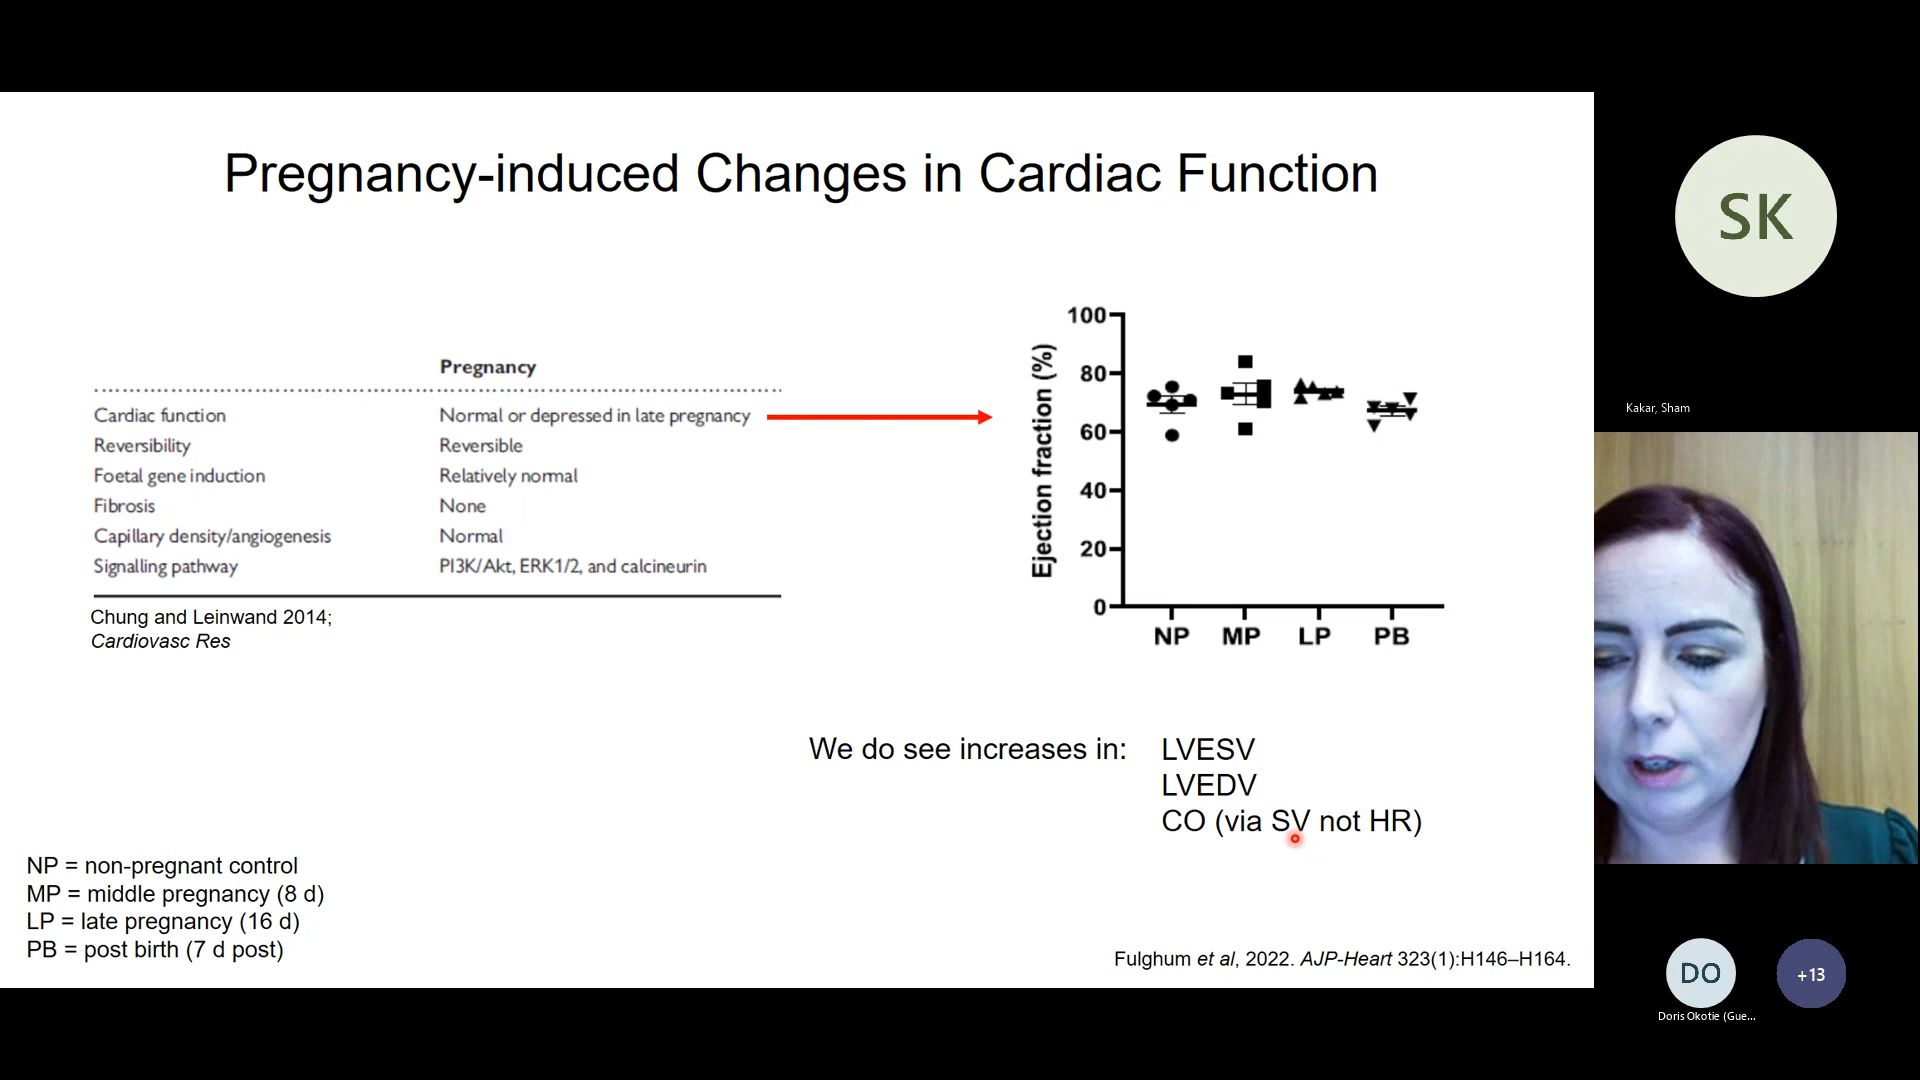 Pregnancy-induced Changes in Cardiac Function
Pregnancy
Cardiac function Normal or depressed in late pregnancy
Reversibility Reversible
Foetal gene induction Relatively normal
Fibrosis None
Capillary density/angiogenesis Normal
Signalling pathway PI3K/Akt, ERK1/2, and calcineurin
Chung and Leinwand 2014;
Cardiovasc Res
Ejection fraction (%)
100
80
60
40
20
0
NP MP LP PB
We do see increases in: LVESV
LVEDV
CO (via SV not HR)
NP = non-pregnant control
MP = middle pregnancy (8 d)
LP = late pregnancy (16 d)
PB = post birth (7 d post)
Fulghum et al, 2022. AJP-Heart 323(1):H146–H164.
SK
Kakar, Sham
DO
+13
Doris Okotie (Gue...